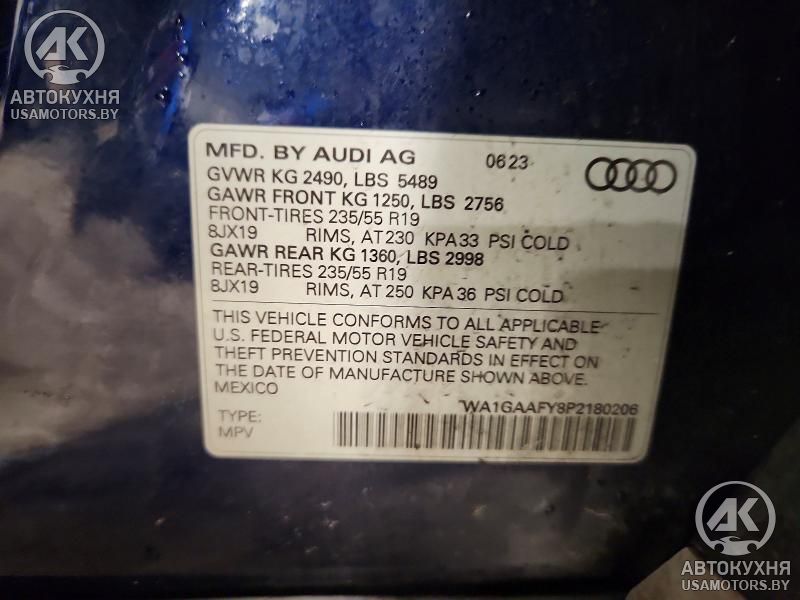 AK
АВТОКУХНЯ
USAMOTORS.BY
MFD. BY AUDI AG 0623
GVWR KG 2490, LBS 5489
GAWR FRONT KG 1250, LBS 2756
FRONT-TIRES 235/55 R19
8JX19 RIMS, AT 230 KPA 33 PSI COLD
GAWR REAR KG 1360, LBS 2998
REAR-TIRES 235/55 R19
8JX19 RIMS, AT 250 KPA 36 PSI COLD
THIS VEHICLE CONFORMS TO ALL APPLICABLE
U.S. FEDERAL MOTOR VEHICLE SAFETY AND
THEFT PREVENTION STANDARDS IN EFFECT ON
THE DATE OF MANUFACTURE SHOWN ABOVE.
MEXICO
WA1GAAFY8P2180206
TYPE:
MPV
AK
АВТОКУХНЯ
USAMOTORS.BY